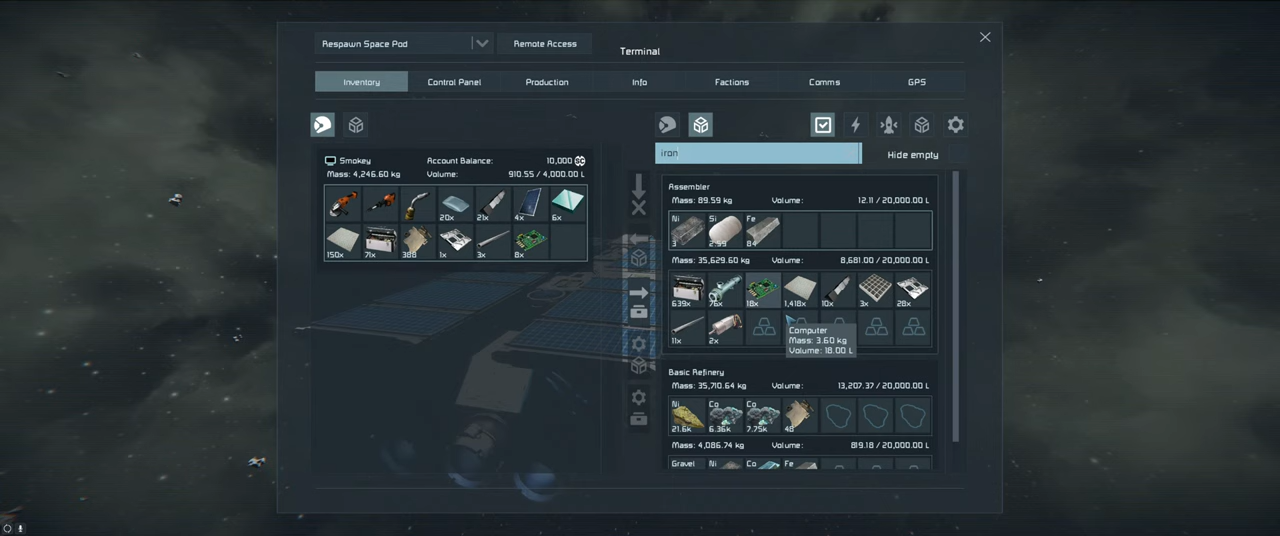 Respawn Space Pod
Remote Access
Terminal
Inventory
Control Panel
Production
Info
Factions
Comms
GPS
iron
Hide empty
Smokey
Account Balance: 10,000
Mass: 4,246.60 kg
Volume: 910.55 / 4,000.00 L
20x
21x
4x
6x
150x
71x
388
1x
3x
8x
Assembler
Mass: 89.59 kg
Volume: 12.11 / 20,000.00 L
Ni
3
Si
2.59
Fe
84
Mass: 35,629.60 kg
Volume: 8,681.00 / 20,000.00 L
639x
76x
18x
1,418x
10x
3x
28x
11x
2x
Computer
Mass: 3.60 kg
Volume: 18.00 L
Basic Refinery
Mass: 35,710.64 kg
Volume: 13,207.37 / 20,000.00 L
Ni
21.6k
Co
6.36k
Co
7.75k
48
Mass: 4,086.74 kg
Volume: 819.18 / 20,000.00 L
Gravel
Ni
Co
Fe